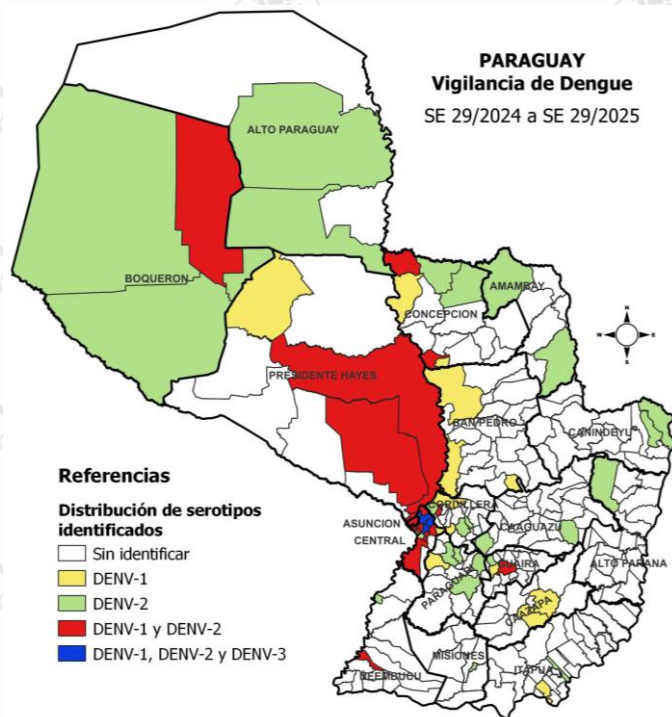 PARAGUAY
Vigilancia de Dengue
SE 29/2024 a SE 29/2025
ALTO PARAGUAY
BOQUERON
AMAMBAY
CONCEPCION
N
W E
S
PRESIDENTE HAYES
SAN PEDRO
CANINDEYU
CORDILLERA
ASUNCION
CENTRAL
CAAGUAZU
ALTO PARANA
GUAIRA
PARAGUARI
CAAZAPA
MISIONES
ITAPUA
ÑEEMBUCU
Referencias
Distribución de serotipos
identificados
Sin identificar
DENV-1
DENV-2
DENV-1 y DENV-2
DENV-1, DENV-2 y DENV-3